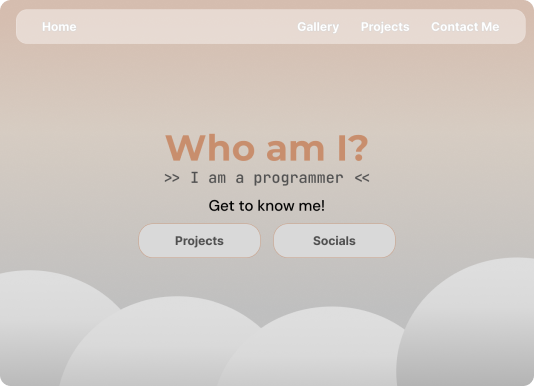 Home Gallery Projects Contact Me
Who am I?
>> I am a programmer <<
Get to know me!
Projects Socials